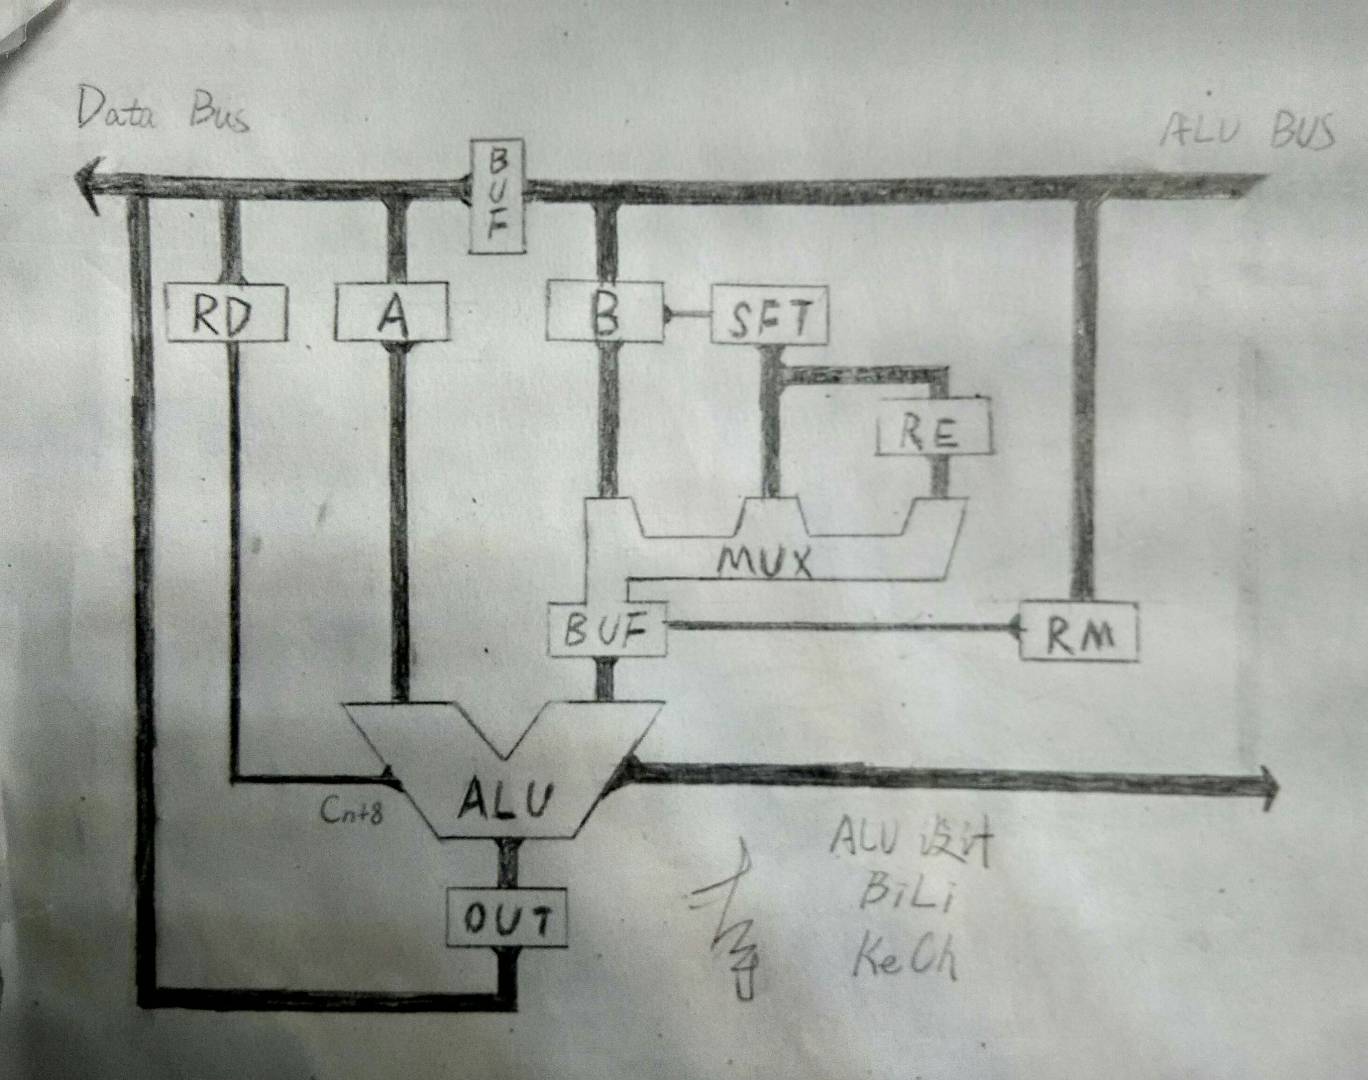 Data Bus
ALU BUS
BUF
RD
A
B
SFT
RE
MUX
BUF
RM
ALU
Cn+8
OUT
ALU 设计
BiLi
KeCh